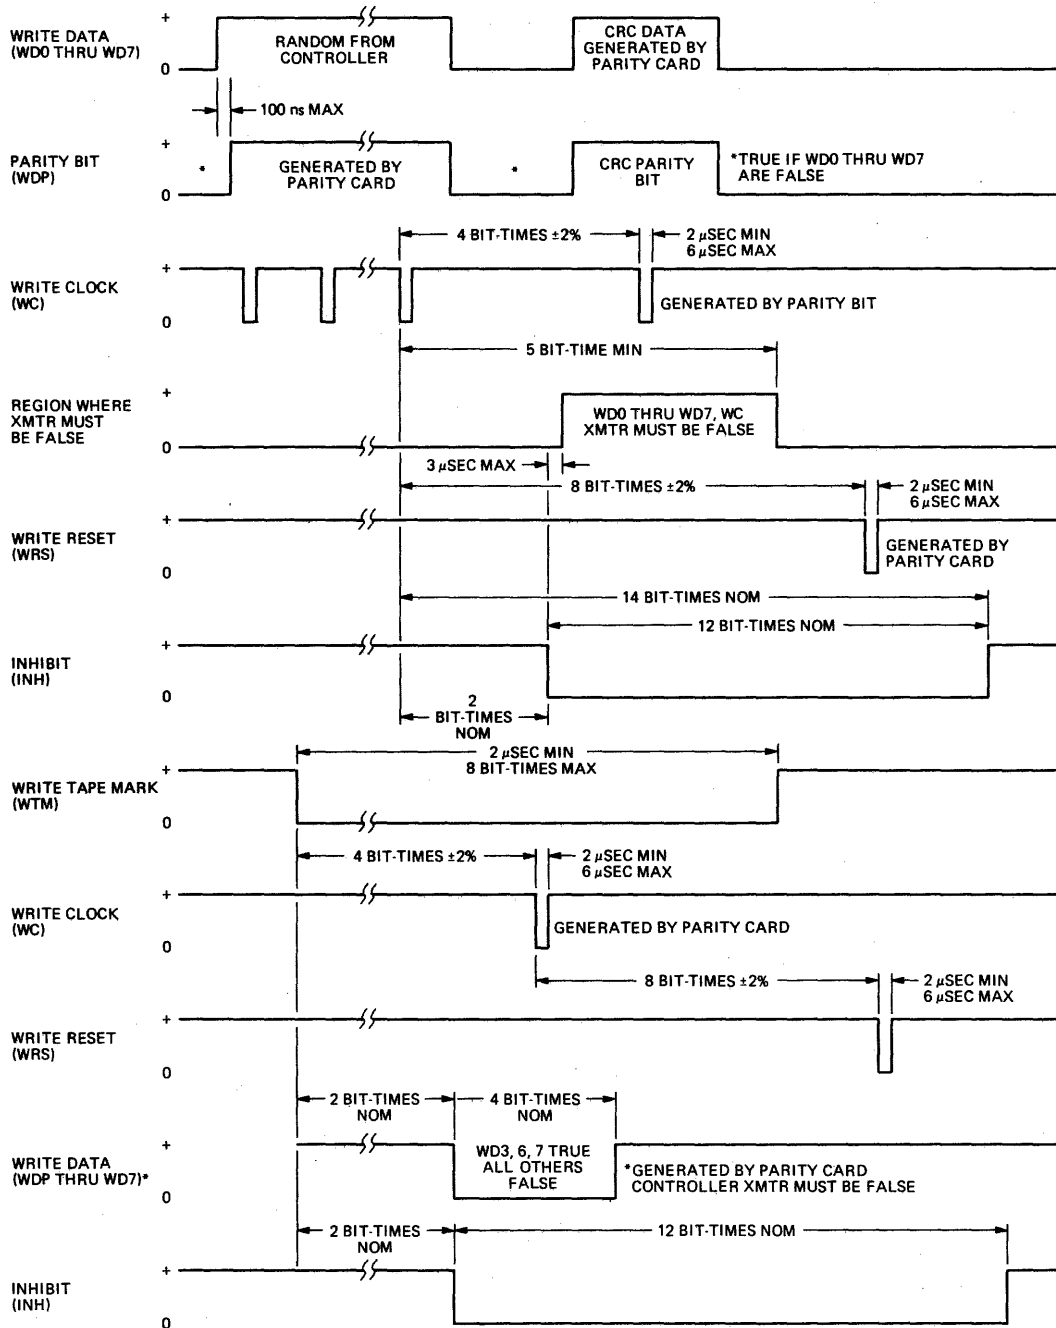 WRITE DATA
(WD0 THRU WD7)
+
0
RANDOM FROM
CONTROLLER
CRC DATA
GENERATED BY
PARITY CARD
100 ns MAX
PARITY BIT
(WDP)
+
0
*
GENERATED BY
PARITY CARD
*
CRC PARITY
BIT
*TRUE IF WD0 THRU WD7
ARE FALSE
4 BIT-TIMES ±2%
2 μSEC MIN
6 μSEC MAX
WRITE CLOCK
(WC)
+
0
GENERATED BY PARITY BIT
5 BIT-TIME MIN
REGION WHERE
XMTR MUST
BE FALSE
+
0
WD0 THRU WD7, WC
XMTR MUST BE FALSE
3 μSEC MAX
8 BIT-TIMES ±2%
2 μSEC MIN
6 μSEC MAX
WRITE RESET
(WRS)
+
0
GENERATED BY
PARITY CARD
14 BIT-TIMES NOM
12 BIT-TIMES NOM
INHIBIT
(INH)
+
0
2
BIT-TIMES
NOM
2 μSEC MIN
8 BIT-TIMES MAX
WRITE TAPE MARK
(WTM)
+
0
4 BIT-TIMES ±2%
2 μSEC MIN
6 μSEC MAX
WRITE CLOCK
(WC)
+
0
GENERATED BY PARITY CARD
8 BIT-TIMES ±2%
2 μSEC MIN
6 μSEC MAX
WRITE RESET
(WRS)
+
0
2 BIT-TIMES
NOM
4 BIT-TIMES
NOM
WRITE DATA
(WDP THRU WD7)*
+
0
WD3, 6, 7 TRUE
ALL OTHERS
FALSE
*GENERATED BY PARITY CARD
CONTROLLER XMTR MUST BE FALSE
2 BIT-TIMES
NOM
12 BIT-TIMES NOM
INHIBIT
(INH)
+
0